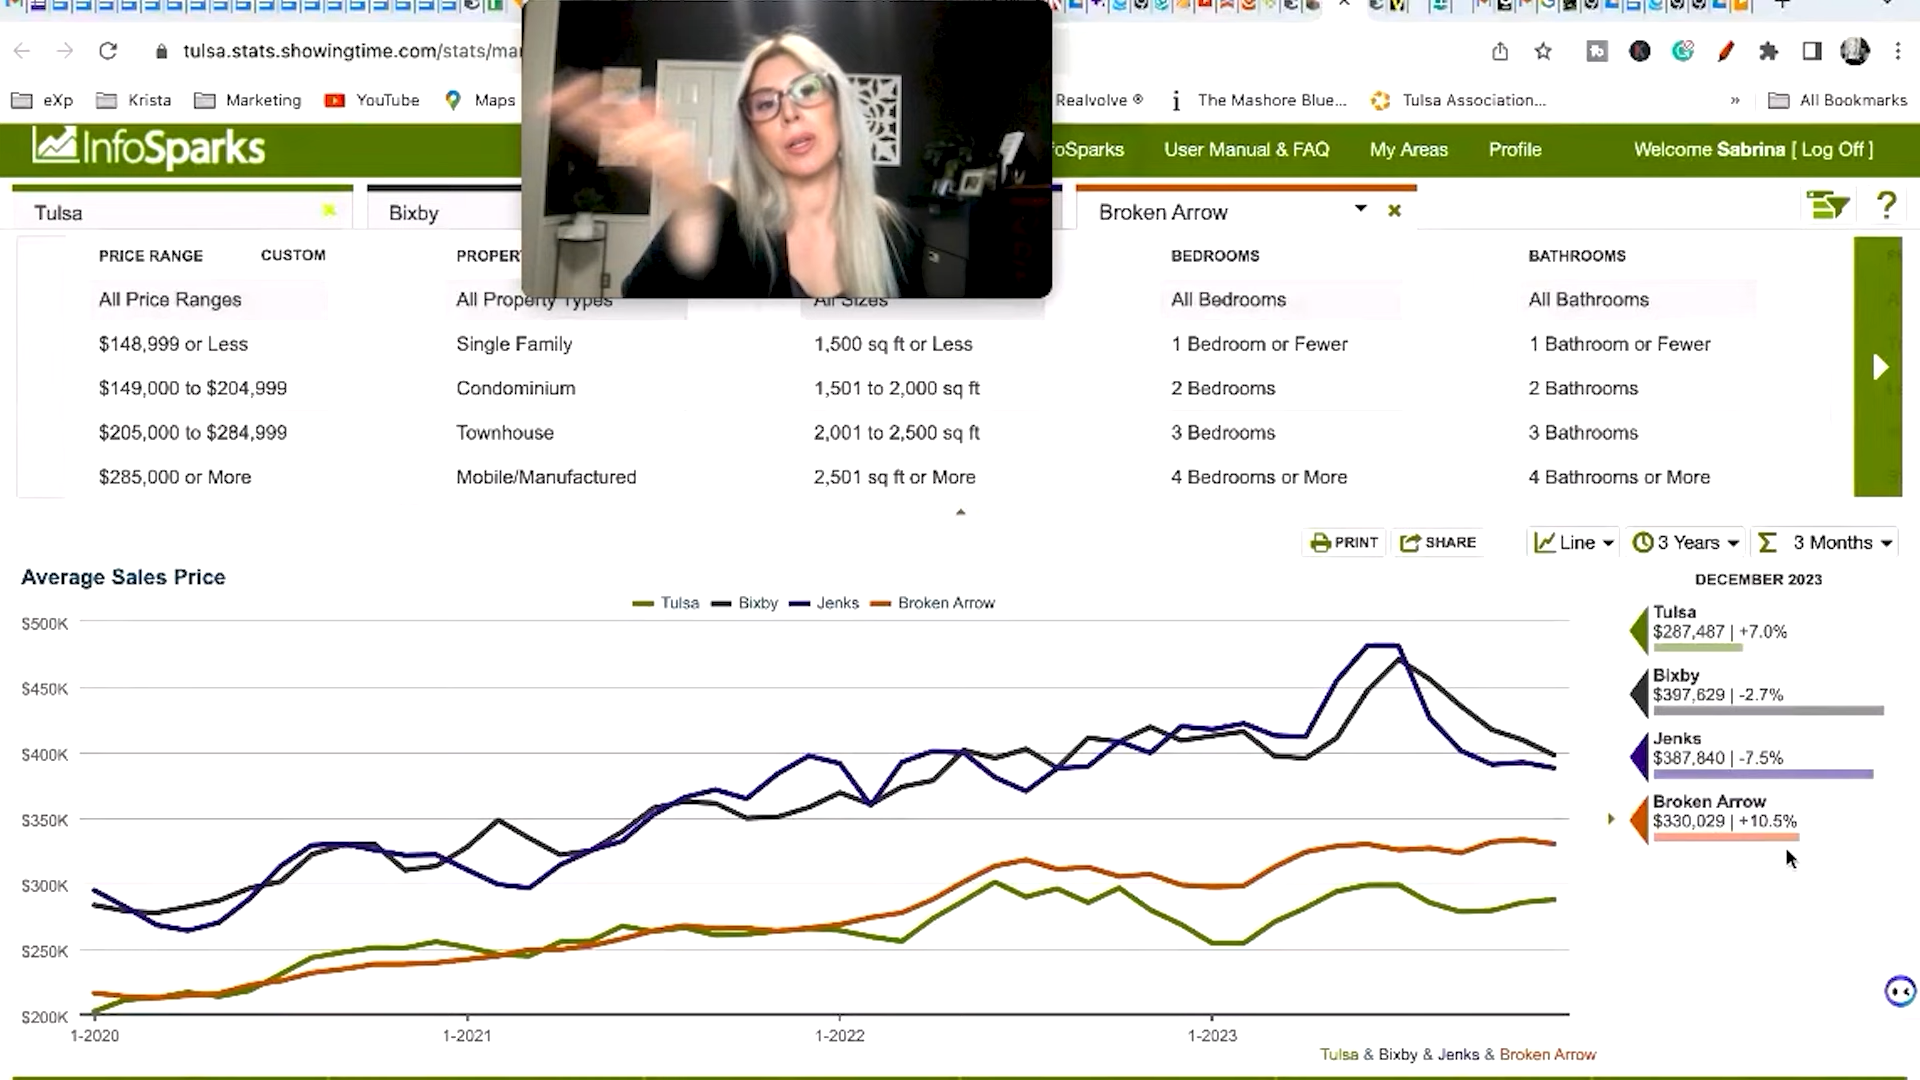 tulsa.stats.showingtime.com/stats/mar
eXp Krista Marketing YouTube Maps Realvolve ® The Mashore Blue... Tulsa Association... » All Bookmarks
InfoSparks
foSparks User Manual & FAQ My Areas Profile Welcome Sabrina [ Log Off ]
Tulsa Bixby Broken Arrow ?
PRICE RANGE CUSTOM PROPER BEDROOMS BATHROOMS
All Price Ranges All Property Types All Sizes All Bedrooms All Bathrooms
$148,999 or Less Single Family 1,500 sq ft or Less 1 Bedroom or Fewer 1 Bathroom or Fewer
$149,000 to $204,999 Condominium 1,501 to 2,000 sq ft 2 Bedrooms 2 Bathrooms
$205,000 to $284,999 Townhouse 2,001 to 2,500 sq ft 3 Bedrooms 3 Bathrooms
$285,000 or More Mobile/Manufactured 2,501 sq ft or More 4 Bedrooms or More 4 Bathrooms or More
PRINT SHARE Line 3 Years Σ 3 Months
Average Sales Price
DECEMBER 2023
Tulsa Bixby Jenks Broken Arrow
Tulsa
$287,487 | +7.0%
Bixby
$397,629 | -2.7%
Jenks
$387,840 | -7.5%
Broken Arrow
$330,029 | +10.5%
$500K
$450K
$400K
$350K
$300K
$250K
$200K
1-2020 1-2021 1-2022 1-2023
Tulsa & Bixby & Jenks & Broken Arrow